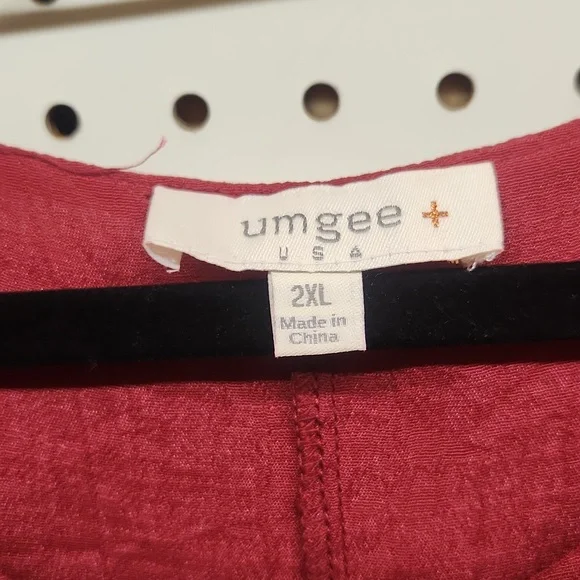 umgee +
USA
2XL
Made in
China